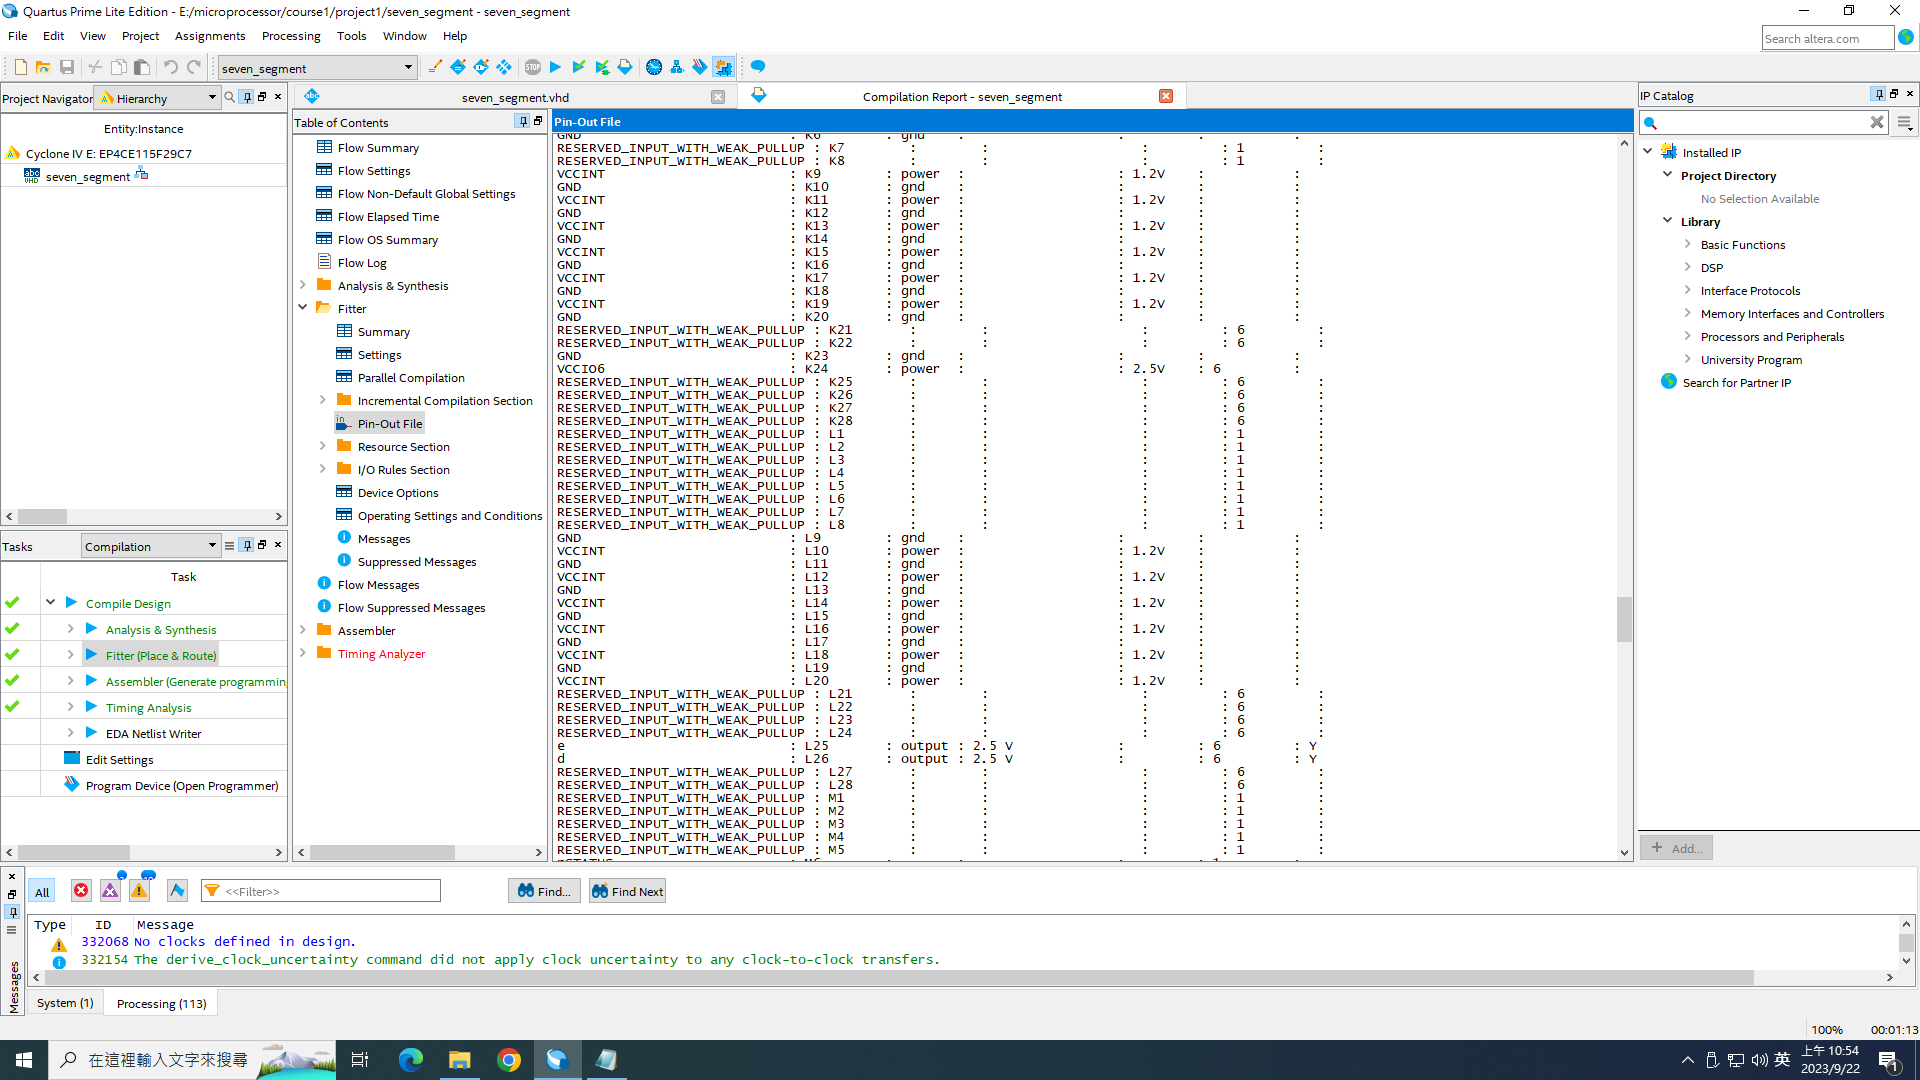 Quartus Prime Lite Edition - E:/microprocessor/course1/project1/seven_segment - seven_segment
File Edit View Project Assignments Processing Tools Window Help
Search altera.com
seven_segment
Project Navigator Hierarchy
Entity:Instance
Cyclone IV E: EP4CE115F29C7
seven_segment
Tasks Compilation
Task
Compile Design
Analysis & Synthesis
Fitter (Place & Route)
Assembler (Generate programmin
Timing Analysis
EDA Netlist Writer
Edit Settings
Program Device (Open Programmer)
seven_segment.vhd
Compilation Report - seven_segment
Table of Contents
Flow Summary
Flow Settings
Flow Non-Default Global Settings
Flow Elapsed Time
Flow OS Summary
Flow Log
Analysis & Synthesis
Fitter
Summary
Settings
Parallel Compilation
Incremental Compilation Section
Pin-Out File
Resource Section
I/O Rules Section
Device Options
Operating Settings and Conditions
Messages
Suppressed Messages
Flow Messages
Flow Suppressed Messages
Assembler
Timing Analyzer
Pin-Out File
GND : K6 : gnd : : : :
RESERVED_INPUT_WITH_WEAK_PULLUP : K7 : : : : 1 :
RESERVED_INPUT_WITH_WEAK_PULLUP : K8 : : : : 1 :
VCCINT : K9 : power : : 1.2V : :
GND : K10 : gnd : : : :
VCCINT : K11 : power : : 1.2V : :
GND : K12 : gnd : : : :
VCCINT : K13 : power : : 1.2V : :
GND : K14 : gnd : : : :
VCCINT : K15 : power : : 1.2V : :
GND : K16 : gnd : : : :
VCCINT : K17 : power : : 1.2V : :
GND : K18 : gnd : : : :
VCCINT : K19 : power : : 1.2V : :
GND : K20 : gnd : : : :
RESERVED_INPUT_WITH_WEAK_PULLUP : K21 : : : : 6 :
RESERVED_INPUT_WITH_WEAK_PULLUP : K22 : : : : 6 :
GND : K23 : gnd : : : :
VCCIO6 : K24 : power : : 2.5V : 6 :
RESERVED_INPUT_WITH_WEAK_PULLUP : K25 : : : : 6 :
RESERVED_INPUT_WITH_WEAK_PULLUP : K26 : : : : 6 :
RESERVED_INPUT_WITH_WEAK_PULLUP : K27 : : : : 6 :
RESERVED_INPUT_WITH_WEAK_PULLUP : K28 : : : : 6 :
RESERVED_INPUT_WITH_WEAK_PULLUP : L1 : : : : 1 :
RESERVED_INPUT_WITH_WEAK_PULLUP : L2 : : : : 1 :
RESERVED_INPUT_WITH_WEAK_PULLUP : L3 : : : : 1 :
RESERVED_INPUT_WITH_WEAK_PULLUP : L4 : : : : 1 :
RESERVED_INPUT_WITH_WEAK_PULLUP : L5 : : : : 1 :
RESERVED_INPUT_WITH_WEAK_PULLUP : L6 : : : : 1 :
RESERVED_INPUT_WITH_WEAK_PULLUP : L7 : : : : 1 :
RESERVED_INPUT_WITH_WEAK_PULLUP : L8 : : : : 1 :
GND : L9 : gnd : : : :
VCCINT : L10 : power : : 1.2V : :
GND : L11 : gnd : : : :
VCCINT : L12 : power : : 1.2V : :
GND : L13 : gnd : : : :
VCCINT : L14 : power : : 1.2V : :
GND : L15 : gnd : : : :
VCCINT : L16 : power : : 1.2V : :
GND : L17 : gnd : : : :
VCCINT : L18 : power : : 1.2V : :
GND : L19 : gnd : : : :
VCCINT : L20 : power : : 1.2V : :
RESERVED_INPUT_WITH_WEAK_PULLUP : L21 : : : : 6 :
RESERVED_INPUT_WITH_WEAK_PULLUP : L22 : : : : 6 :
RESERVED_INPUT_WITH_WEAK_PULLUP : L23 : : : : 6 :
RESERVED_INPUT_WITH_WEAK_PULLUP : L24 : : : : 6 :
e : L25 : output : 2.5 V : : 6 : Y
d : L26 : output : 2.5 V : : 6 : Y
RESERVED_INPUT_WITH_WEAK_PULLUP : L27 : : : : 6 :
RESERVED_INPUT_WITH_WEAK_PULLUP : L28 : : : : 6 :
RESERVED_INPUT_WITH_WEAK_PULLUP : M1 : : : : 1 :
RESERVED_INPUT_WITH_WEAK_PULLUP : M2 : : : : 1 :
RESERVED_INPUT_WITH_WEAK_PULLUP : M3 : : : : 1 :
RESERVED_INPUT_WITH_WEAK_PULLUP : M4 : : : : 1 :
RESERVED_INPUT_WITH_WEAK_PULLUP : M5 : : : : 1 :
nSTATUS : M6 : : : : 1 :
IP Catalog
Installed IP
Project Directory
No Selection Available
Library
Basic Functions
DSP
Interface Protocols
Memory Interfaces and Controllers
Processors and Peripherals
University Program
Search for Partner IP
+ Add...
All <<Filter>> Find... Find Next
Type ID Message
332068 No clocks defined in design.
332154 The derive_clock_uncertainty command did not apply clock uncertainty to any clock-to-clock transfers.
Messages
System (1) Processing (113)
100% 00:01:13
在這裡輸入文字來搜尋
英
上午 10:54
2023/9/22
1